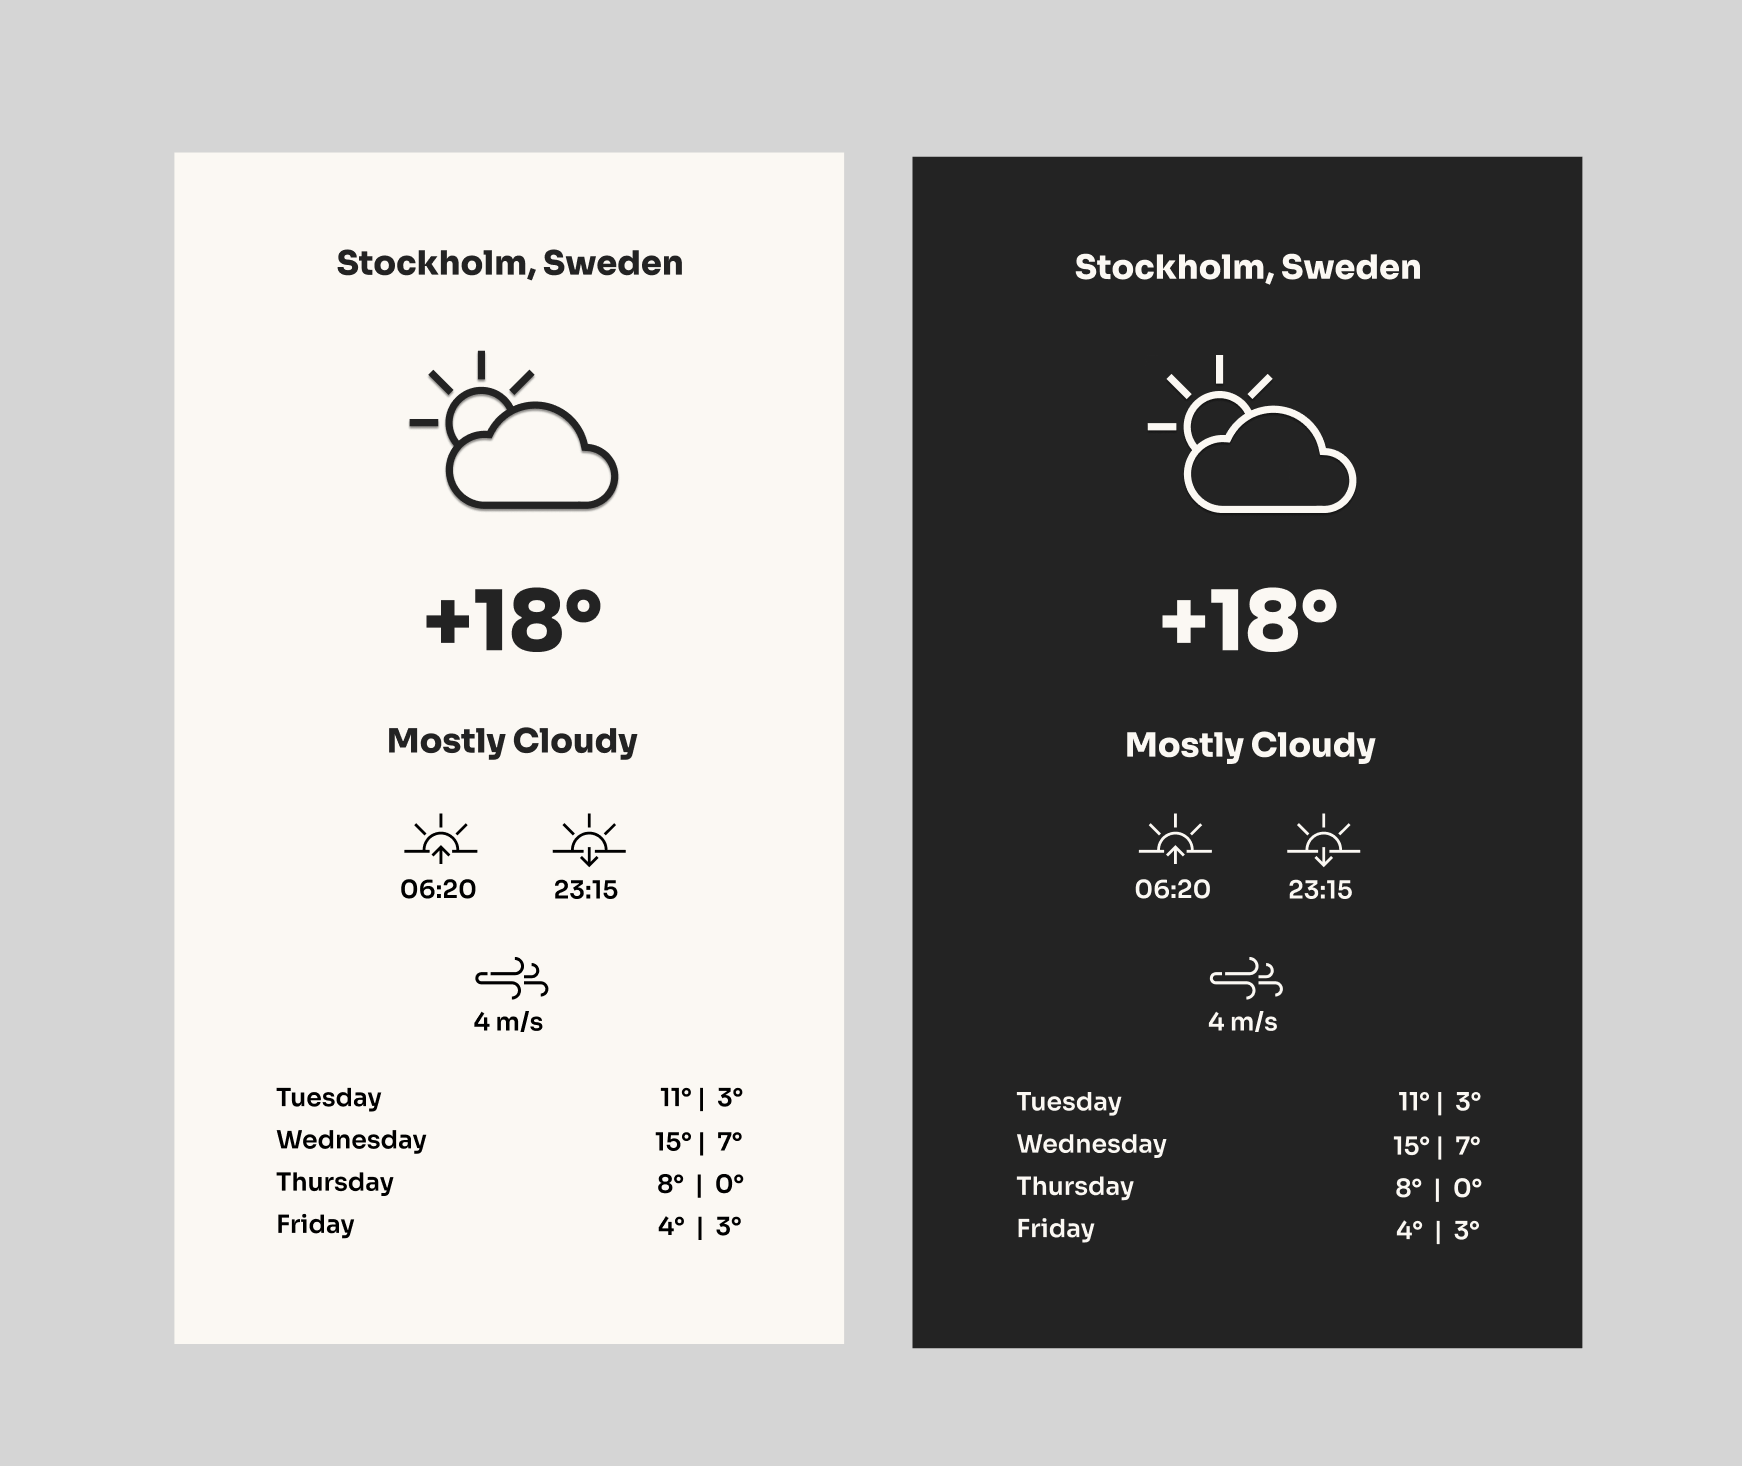 Stockholm, Sweden
+18°
Mostly Cloudy
06:20 23:15
4 m/s
Tuesday 11° | 3°
Wednesday 15° | 7°
Thursday 8° | 0°
Friday 4° | 3°
Stockholm, Sweden
+18°
Mostly Cloudy
06:20 23:15
4 m/s
Tuesday 11° | 3°
Wednesday 15° | 7°
Thursday 8° | 0°
Friday 4° | 3°